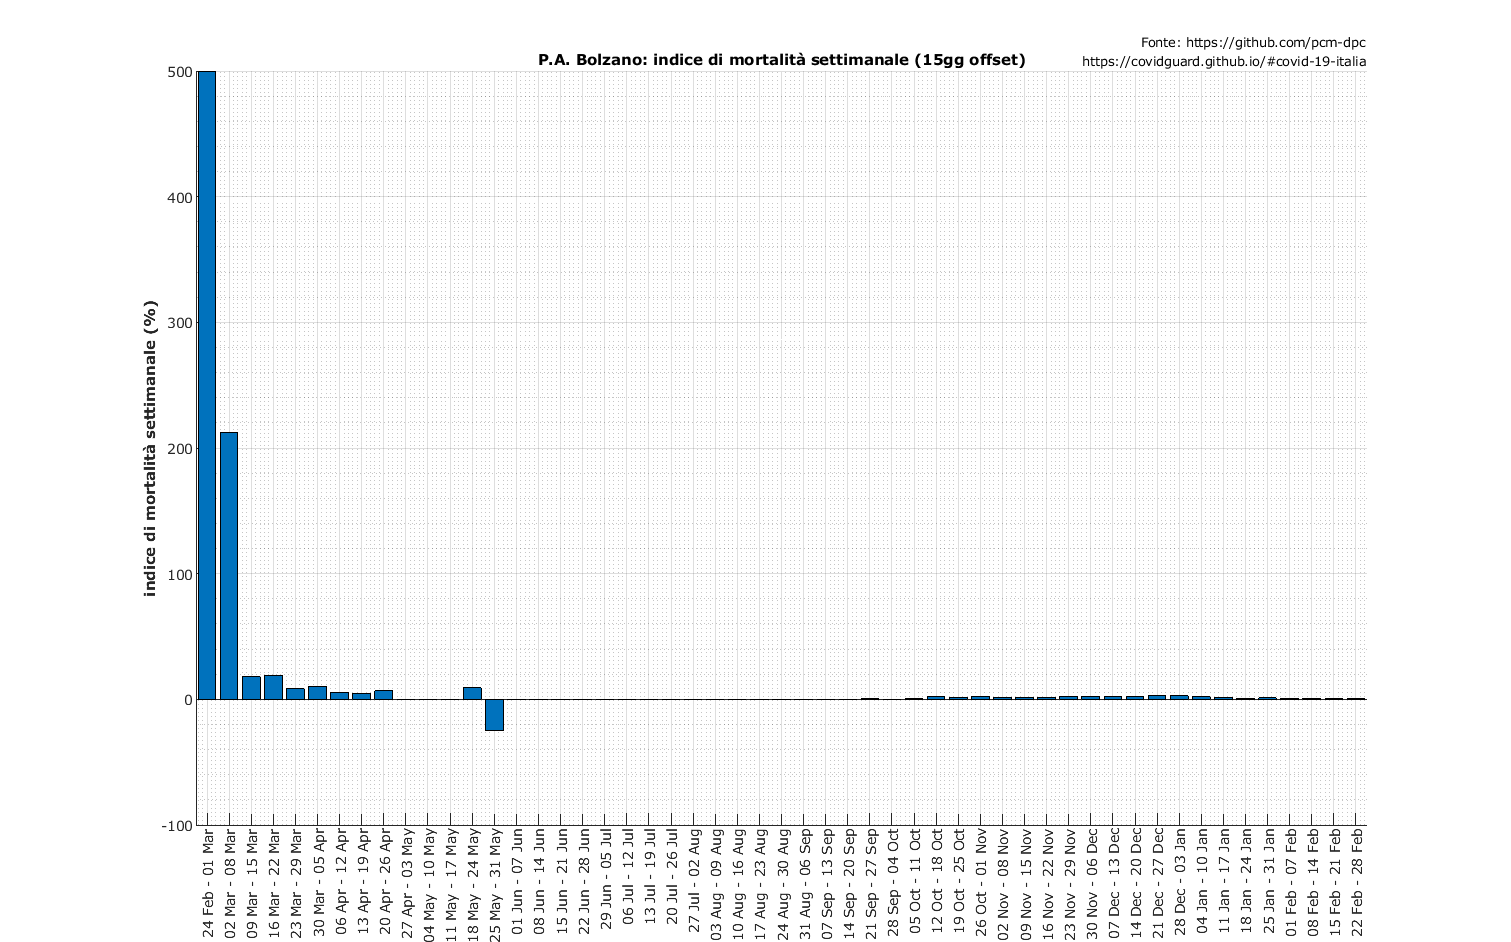 Fonte: https://github.com/pcm-dpc
P.A. Bolzano: indice di mortalità settimanale (15gg offset)
https://covidguard.github.io/#covid-19-italia
indice di mortalità settimanale (%)
500
400
300
200
100
0
-100
24 Feb - 01 Mar
02 Mar - 08 Mar
09 Mar - 15 Mar
16 Mar - 22 Mar
23 Mar - 29 Mar
30 Mar - 05 Apr
06 Apr - 12 Apr
13 Apr - 19 Apr
20 Apr - 26 Apr
27 Apr - 03 May
04 May - 10 May
11 May - 17 May
18 May - 24 May
25 May - 31 May
01 Jun - 07 Jun
08 Jun - 14 Jun
15 Jun - 21 Jun
22 Jun - 28 Jun
29 Jun - 05 Jul
06 Jul - 12 Jul
13 Jul - 19 Jul
20 Jul - 26 Jul
27 Jul - 02 Aug
03 Aug - 09 Aug
10 Aug - 16 Aug
17 Aug - 23 Aug
24 Aug - 30 Aug
31 Aug - 06 Sep
07 Sep - 13 Sep
14 Sep - 20 Sep
21 Sep - 27 Sep
28 Sep - 04 Oct
05 Oct - 11 Oct
12 Oct - 18 Oct
19 Oct - 25 Oct
26 Oct - 01 Nov
02 Nov - 08 Nov
09 Nov - 15 Nov
16 Nov - 22 Nov
23 Nov - 29 Nov
30 Nov - 06 Dec
07 Dec - 13 Dec
14 Dec - 20 Dec
21 Dec - 27 Dec
28 Dec - 03 Jan
04 Jan - 10 Jan
11 Jan - 17 Jan
18 Jan - 24 Jan
25 Jan - 31 Jan
01 Feb - 07 Feb
08 Feb - 14 Feb
15 Feb - 21 Feb
22 Feb - 28 Feb